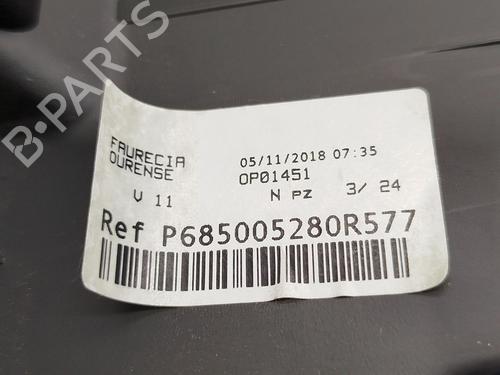 B-PARTS
FAURECIA
OURENSE
05/11/2018 07:35
OP01451
V 11
N PZ 3/ 24
Ref P685005280R577